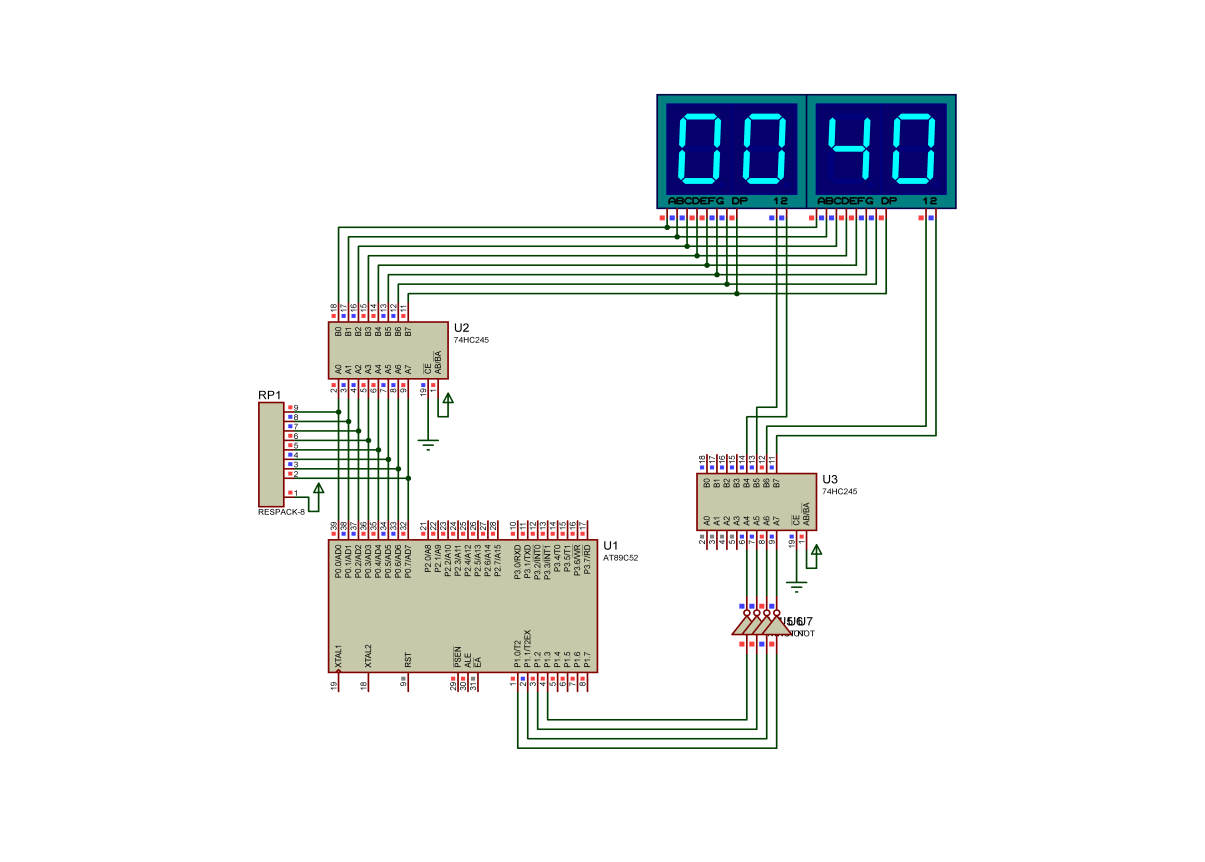 00 40
ABCDEFG DP 12 ABCDEFG DP 12
18 17 16 15 14 13 12 11
B0 B1 B2 B3 B4 B5 B6 B7
U2
74HC245
A0 A1 A2 A3 A4 A5 A6 A7 CE AB/BA
2 3 4 5 6 7 8 9 19 1
RP1
9
8
7
6
5
4
3
2
1
RESPACK-8
18 17 16 15 14 13 12 11
B0 B1 B2 B3 B4 B5 B6 B7
U3
74HC245
A0 A1 A2 A3 A4 A5 A6 A7 CE AB/BA
2 3 4 5 6 7 8 9 19 1
39 38 37 36 35 34 33 32 21 22 23 24 25 26 27 28 10 11 12 13 14 15 16 17
U1
AT89C52
P0.0/AD0 P0.1/AD1 P0.2/AD2 P0.3/AD3 P0.4/AD4 P0.5/AD5 P0.6/AD6 P0.7/AD7 P2.0/A8 P2.1/A9 P2.2/A10 P2.3/A11 P2.4/A12 P2.5/A13 P2.6/A14 P2.7/A15 P3.0/RXD P3.1/TXD P3.2/INT0 P3.3/INT1 P3.4/T0 P3.5/T1 P3.6/WR P3.7/RD
XTAL1 XTAL2 RST PSEN ALE EA P1.0/T2 P1.1/T2EX P1.2 P1.3 P1.4 P1.5 P1.6 P1.7
19 18 9 29 30 31 1 2 3 4 5 6 7 8
U7
NOT